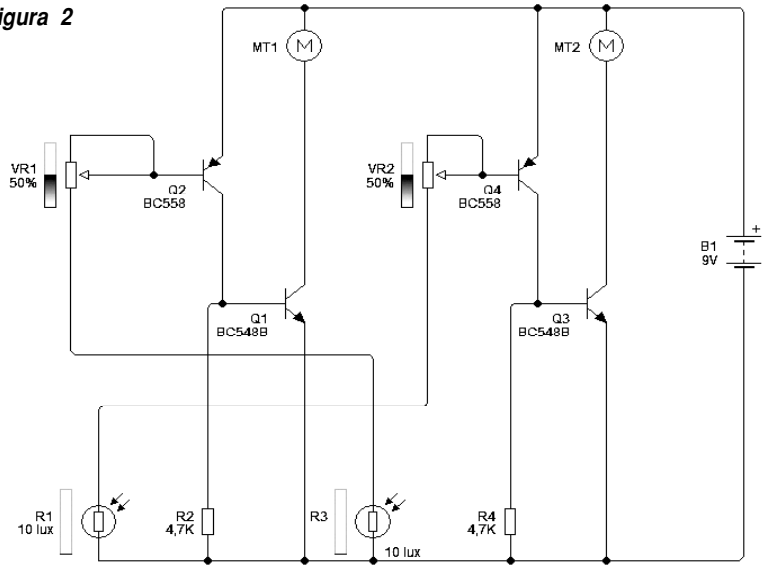 igura 2
MT1
M
MT2
M
VR1
50%
Q2
BC558
VR2
50%
Q4
BC558
B1
9V
+
Q1
BC548B
Q3
BC548B
R1
10 lux
R2
4,7K
R3
10 lux
R4
4,7K